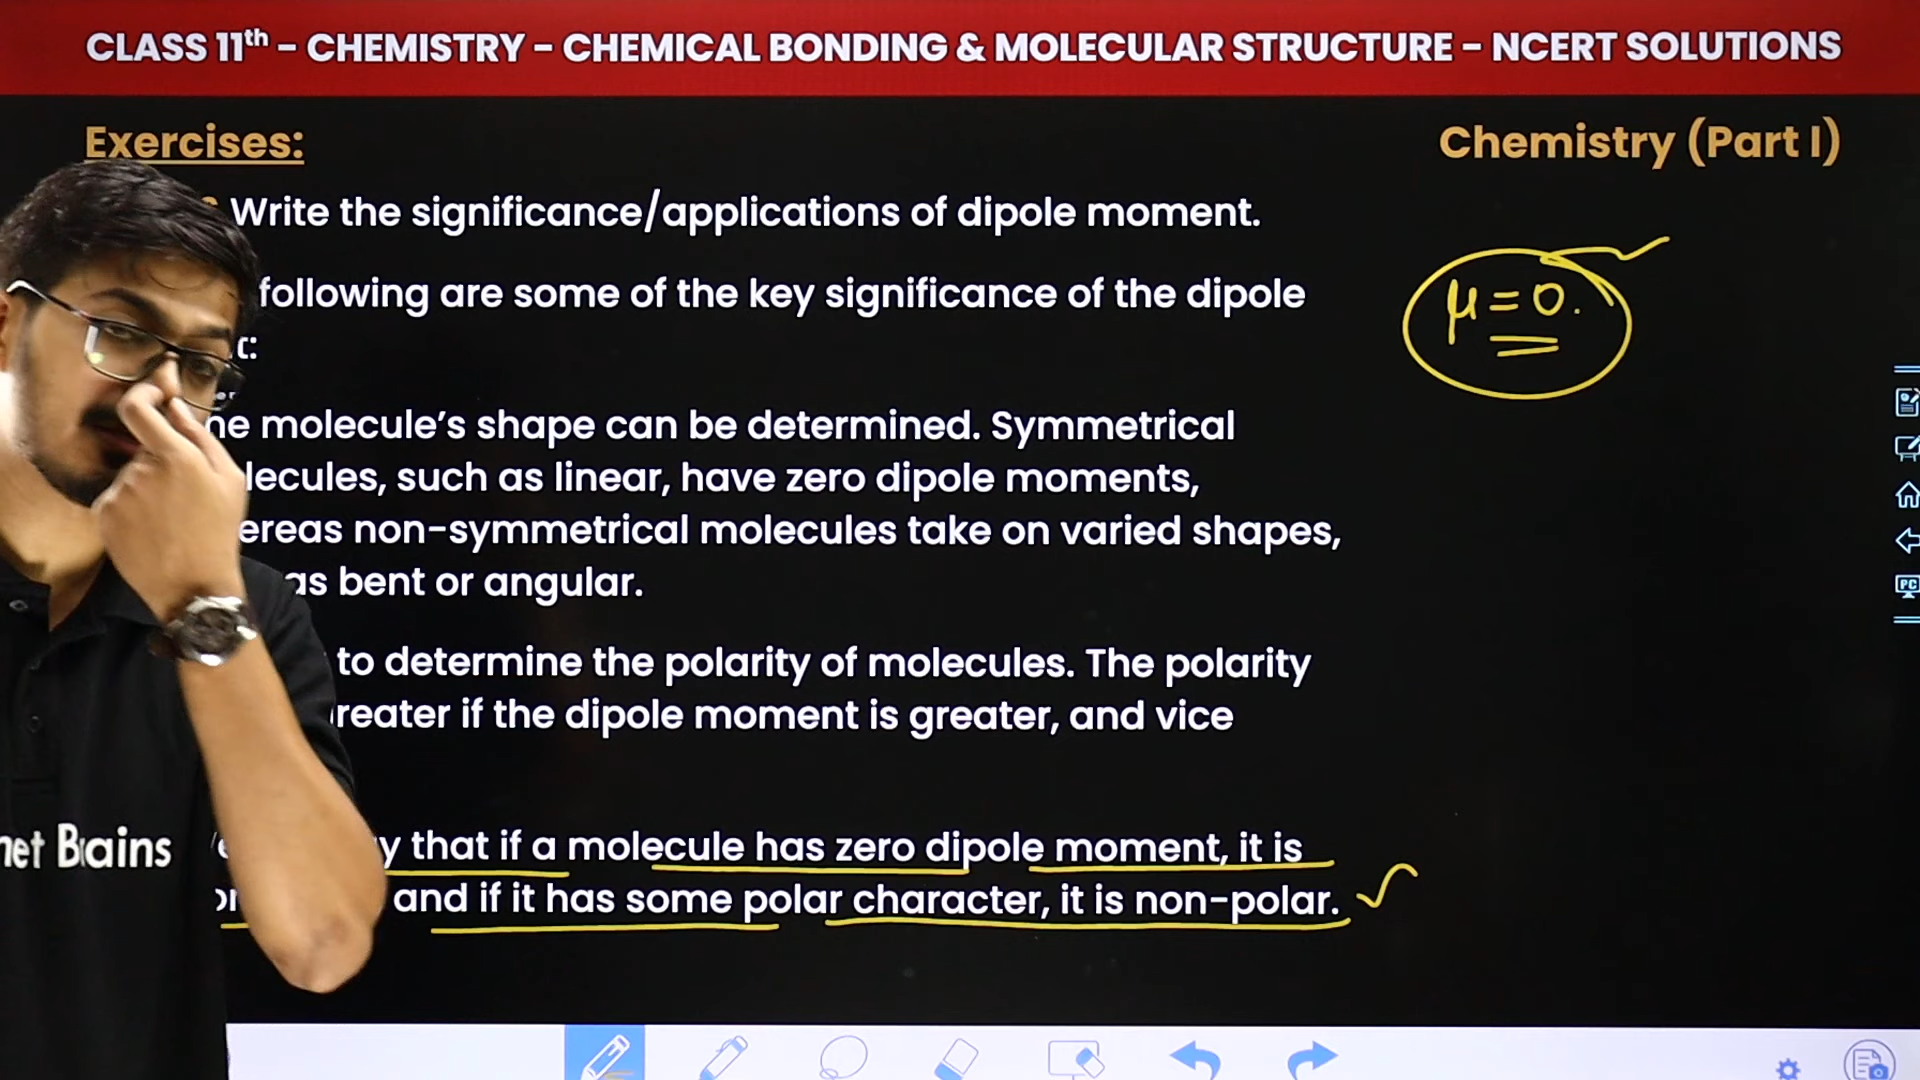 CLASS 11th – CHEMISTRY – CHEMICAL BONDING & MOLECULAR STRUCTURE – NCERT SOLUTIONS
Exercises:
Chemistry (Part I)
Write the significance/applications of dipole moment.
following are some of the key significance of the dipole
μ = 0.
molecule's shape can be determined. Symmetrical
lecules, such as linear, have zero dipole moments,
ereas non-symmetrical molecules take on varied shapes,
as bent or angular.
to determine the polarity of molecules. The polarity
reater if the dipole moment is greater, and vice
y that if a molecule has zero dipole moment, it is
and if it has some polar character, it is non-polar.
net Brains
PC